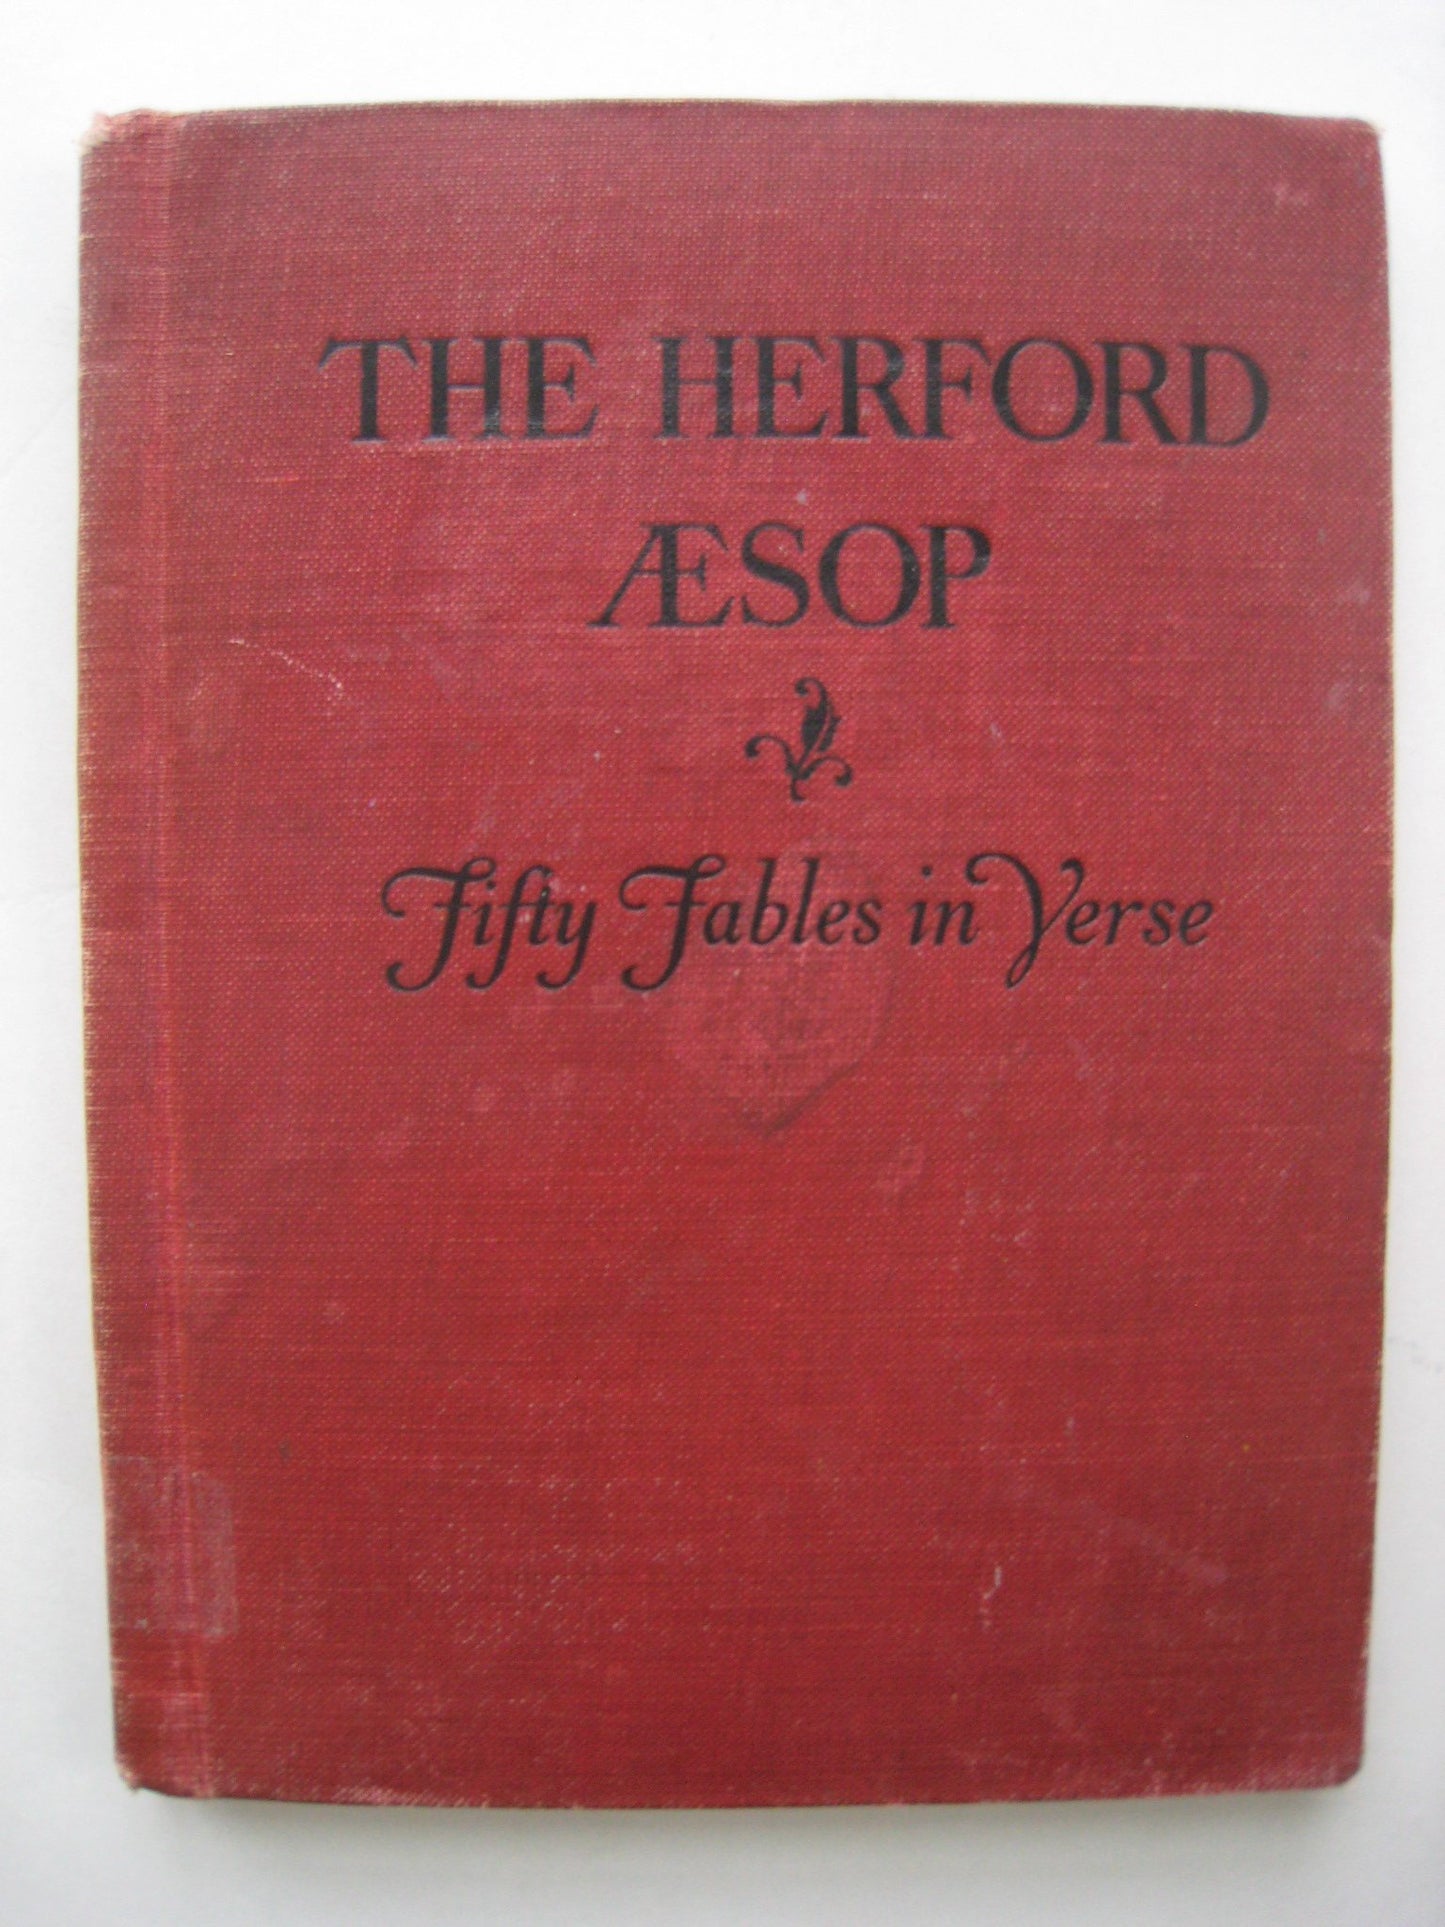 THE HERFORD
ÆSOP
Fifty Fables in Verse